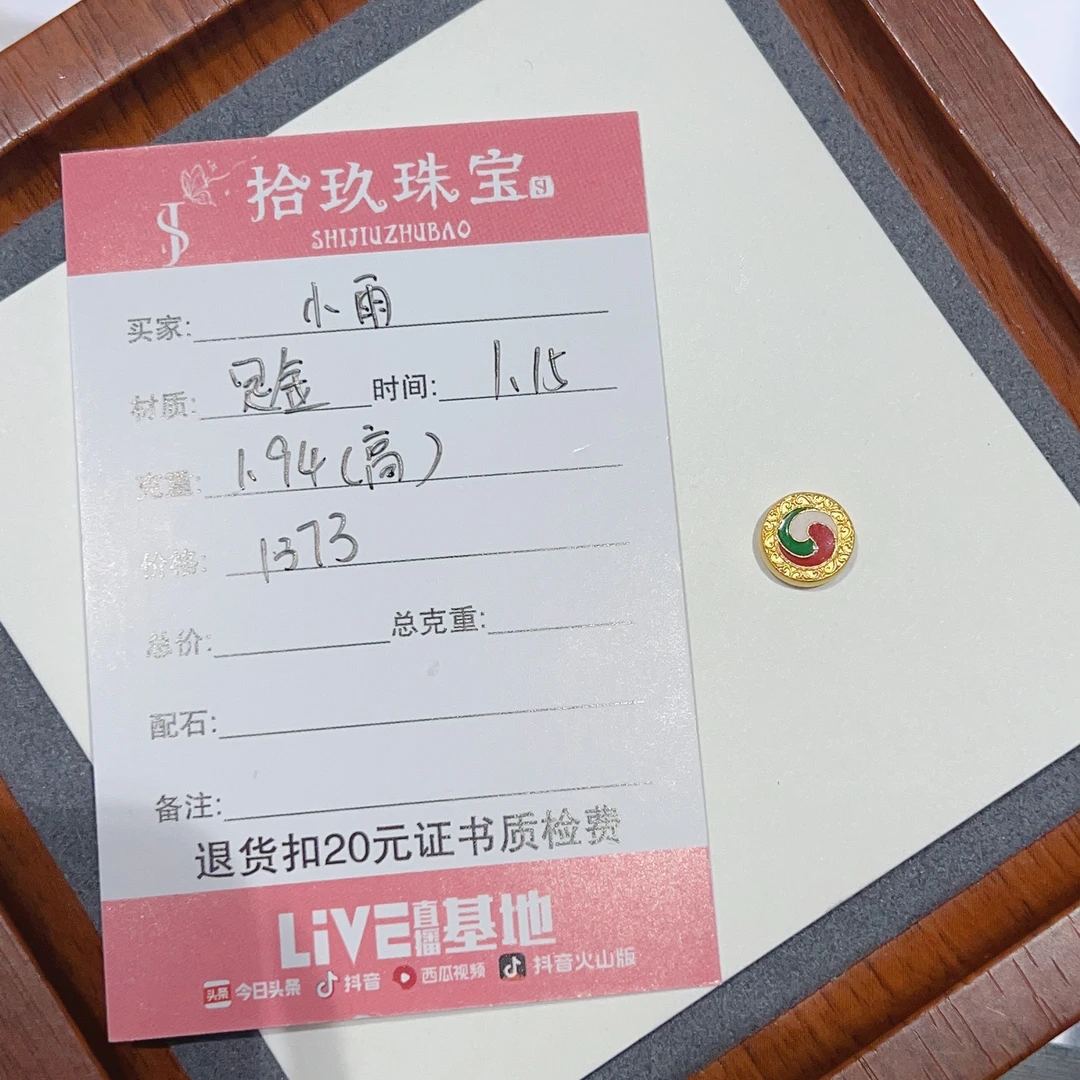 拾玖珠宝
SHIJIUZHUBAO
买家: 小雨
材质: 足金 时间: 1.15
克重: 1.94(高)
价格: 1373
总价: 总克重:
配石:
备注:
退货扣20元证书质检费
LIVE直播基地
头条 今日头条 抖音 西瓜视频 抖音火山版